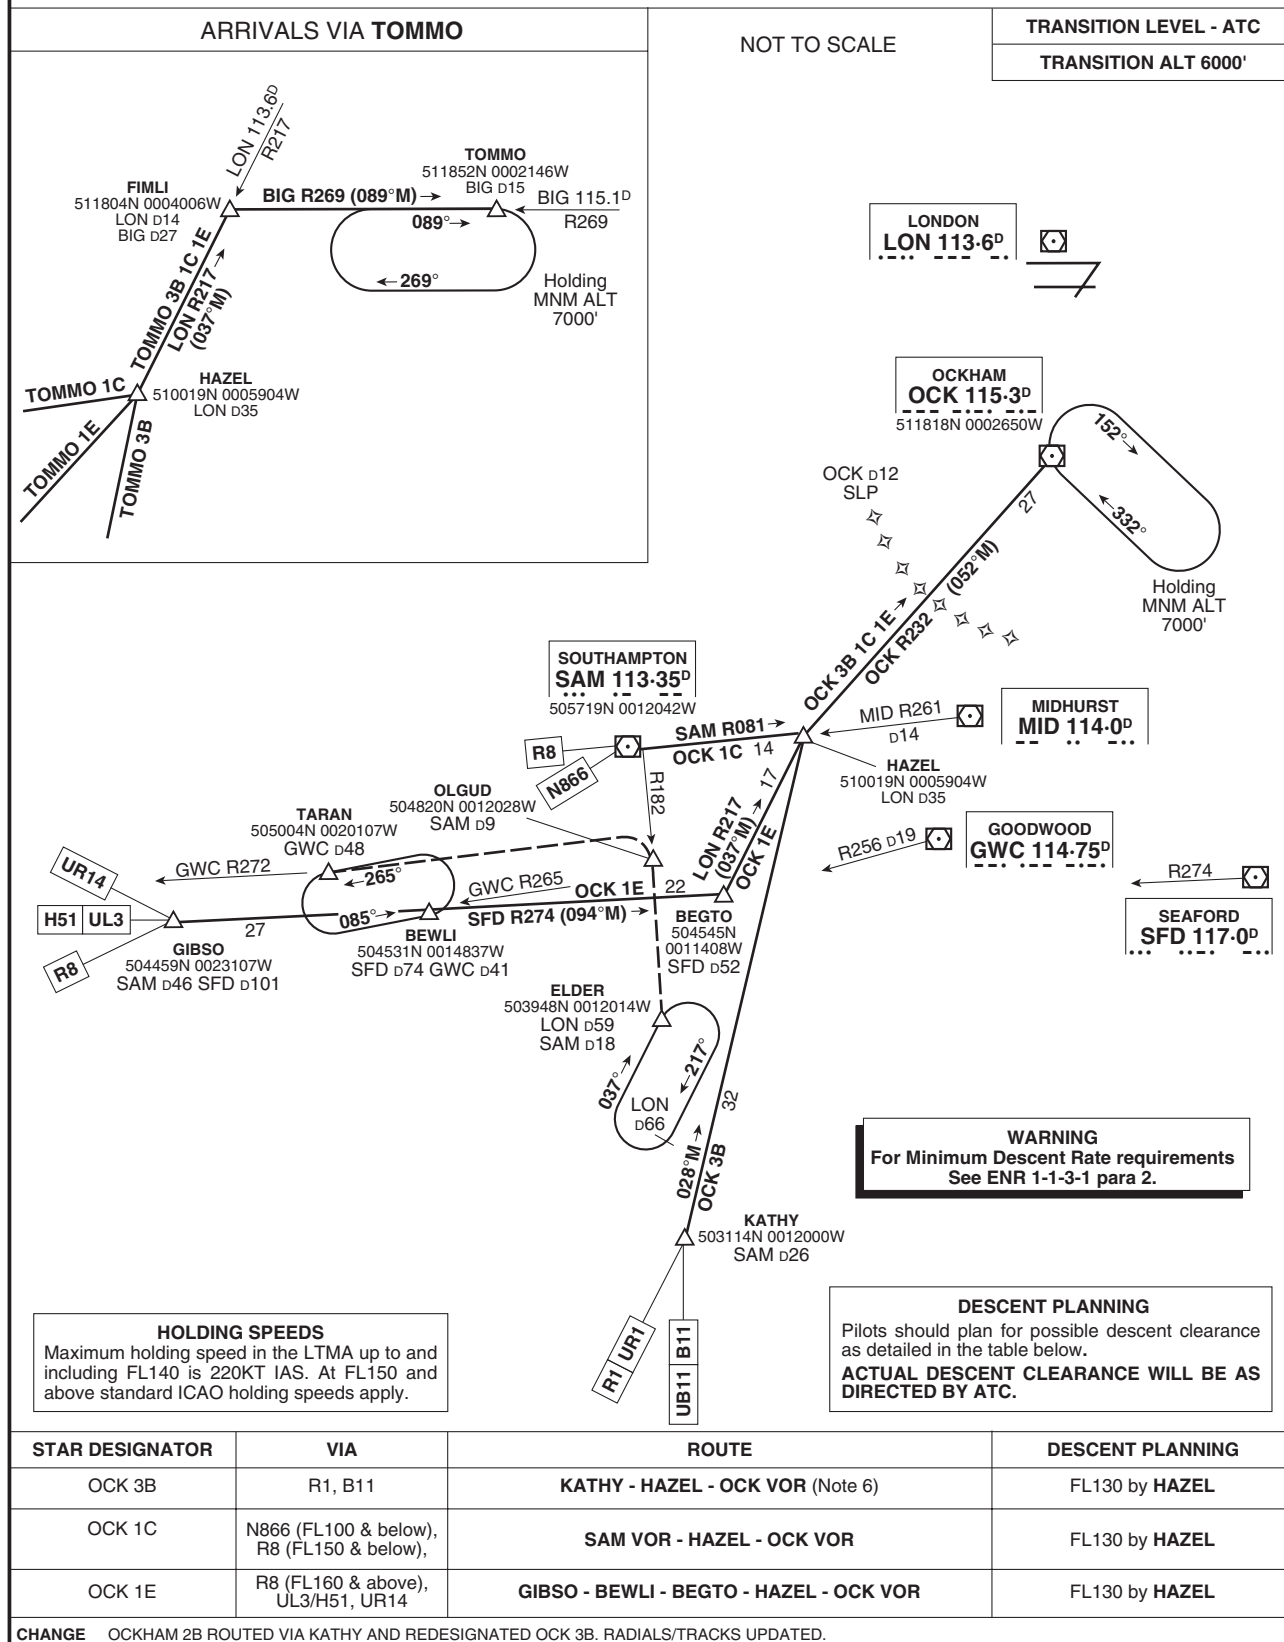 ARRIVALS VIA TOMMO
NOT TO SCALE
TRANSITION LEVEL - ATC
TRANSITION ALT 6000'
LON 113.6D
R217
FIMLI
511804N 0004006W
LON D14
BIG D27
BIG R269 (089°M)
TOMMO
511852N 0002146W
BIG D15
BIG 115.1D
R269
089°
269°
Holding
MNM ALT
7000'
TOMMO 3B 1C 1E
LON R217
(037°M)
HAZEL
510019N 0005904W
LON D35
TOMMO 1C
TOMMO 1E
TOMMO 3B
LONDON
LON 113·6D
OCKHAM
OCK 115·3D
511818N 0002650W
152°
332°
Holding
MNM ALT
7000'
OCK D12
SLP
27
OCK 3B 1C 1E
OCK R232 (052°M)
SOUTHAMPTON
SAM 113·35D
505719N 0012042W
R8
N866
SAM R081
OCK 1C 14
MID R261
D14
MIDHURST
MID 114·0D
HAZEL
510019N 0005904W
LON D35
R182
OLGUD
504820N 0012028W
SAM D9
TARAN
505004N 0020107W
GWC D48
17
LON R217
(037°M)
OCK 1E
R256 D19
GOODWOOD
GWC 114·75D
R274
SEAFORD
SFD 117·0D
UR14
H51 UL3
R8
GWC R272
265°
085°
GWC R265
OCK 1E 22
SFD R274 (094°M)
27
GIBSO
504459N 0023107W
SAM D46 SFD D101
BEWLI
504531N 0014837W
SFD D74 GWC D41
BEGTO
504545N
0011408W
SFD D52
ELDER
503948N 0012014W
LON D59
SAM D18
037°
217°
LON
D66
32
028°M
OCK 3B
KATHY
503114N 0012000W
SAM D26
R1 UR1
UB11 B11
WARNING
For Minimum Descent Rate requirements
See ENR 1-1-3-1 para 2.
HOLDING SPEEDS
Maximum holding speed in the LTMA up to and
including FL140 is 220KT IAS. At FL150 and
above standard ICAO holding speeds apply.
DESCENT PLANNING
Pilots should plan for possible descent clearance
as detailed in the table below.
ACTUAL DESCENT CLEARANCE WILL BE AS
DIRECTED BY ATC.
STAR DESIGNATOR VIA ROUTE DESCENT PLANNING
OCK 3B R1, B11 KATHY - HAZEL - OCK VOR (Note 6) FL130 by HAZEL
OCK 1C N866 (FL100 & below),
R8 (FL150 & below), SAM VOR - HAZEL - OCK VOR FL130 by HAZEL
OCK 1E R8 (FL160 & above),
UL3/H51, UR14 GIBSO - BEWLI - BEGTO - HAZEL - OCK VOR FL130 by HAZEL
CHANGE OCKHAM 2B ROUTED VIA KATHY AND REDESIGNATED OCK 3B. RADIALS/TRACKS UPDATED.